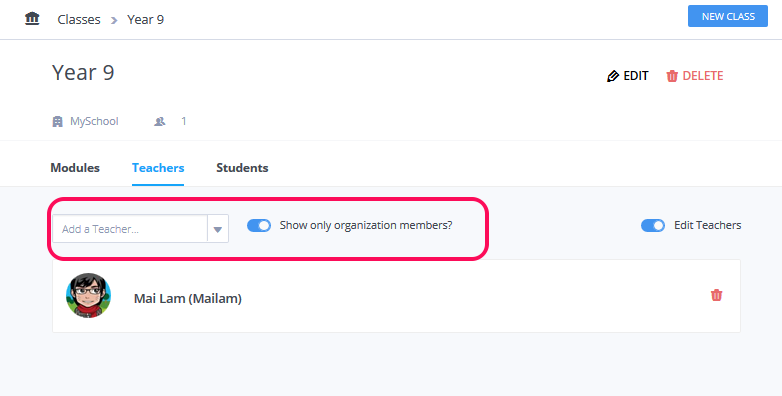 Classes > Year 9
NEW CLASS
Year 9
EDIT
DELETE
MySchool
1
Modules
Teachers
Students
Add a Teacher...
Show only organization members?
Edit Teachers
Mai Lam (Mailam)